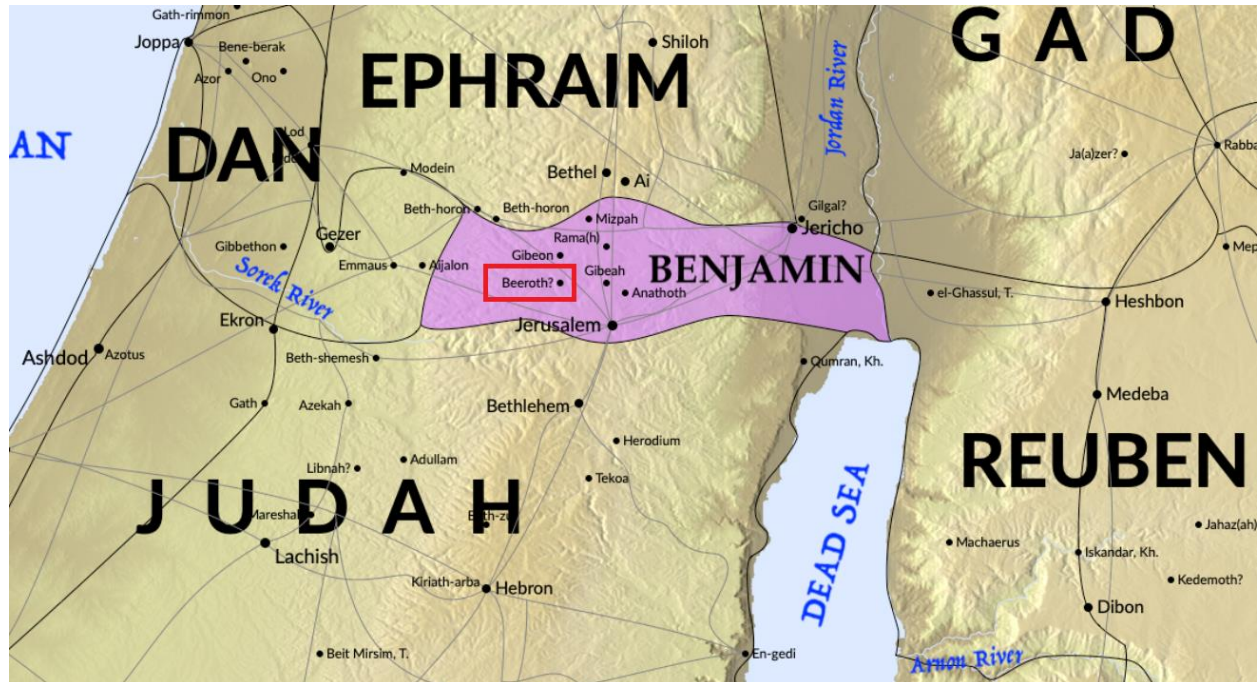 Gath-rimmon
Joppa
Bene-berak
Azor
Ono
Shiloh
GAD
EPHRAIM
Jordan River
AN
DAN
Lod
Modein
Bethel
Ai
Ja(a)zer?
Rabba
Beth-horon
Beth-horon
Mizpah
Gilgal?
Jericho
Gezer
Gibbethon
Rama(h)
Gibeon
Mep
Emmaus
Aijalon
Sorek River
Beeroth?
Gibeah
BENJAMIN
Anathoth
el-Ghassul, T.
Heshbon
Ekron
Jerusalem
Ashdod
Azotus
Beth-shemesh
Qumran, Kh.
Gath
Azekah
Bethlehem
Medeba
Herodium
Adullam
Libnah?
Tekoa
REUBEN
JUDAH
Mareshah
DEAD SEA
Jahaz(ah)
Machaerus
Lachish
Iskandar, Kh.
Kiriath-arba
Hebron
Kedemoth?
Dibon
Beit Mirsim, T.
En-gedi
Arnon River